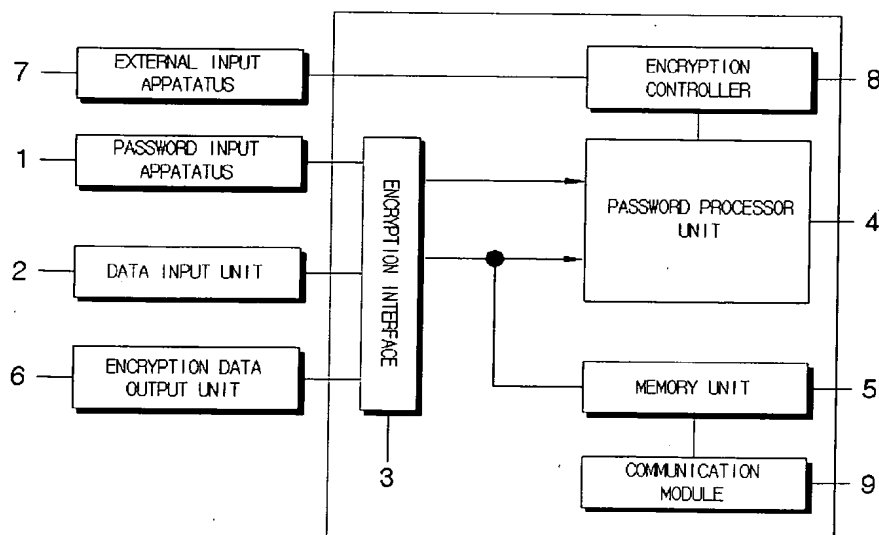 7
EXTERNAL INPUT
APPATATUS
ENCRYPTION
CONTROLLER
8
1
PASSWORD INPUT
APPATATUS
ENCRYPTION INTERFACE
PASSWORD PROCESSOR
UNIT
4
2
DATA INPUT UNIT
6
ENCRYPTION DATA
OUTPUT UNIT
MEMORY UNIT
5
3
COMMUNICATION
MODULE
9